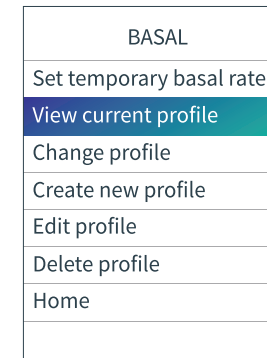 BASAL
Set temporary basal rate
View current profile
Change profile
Create new profile
Edit profile
Delete profile
Home